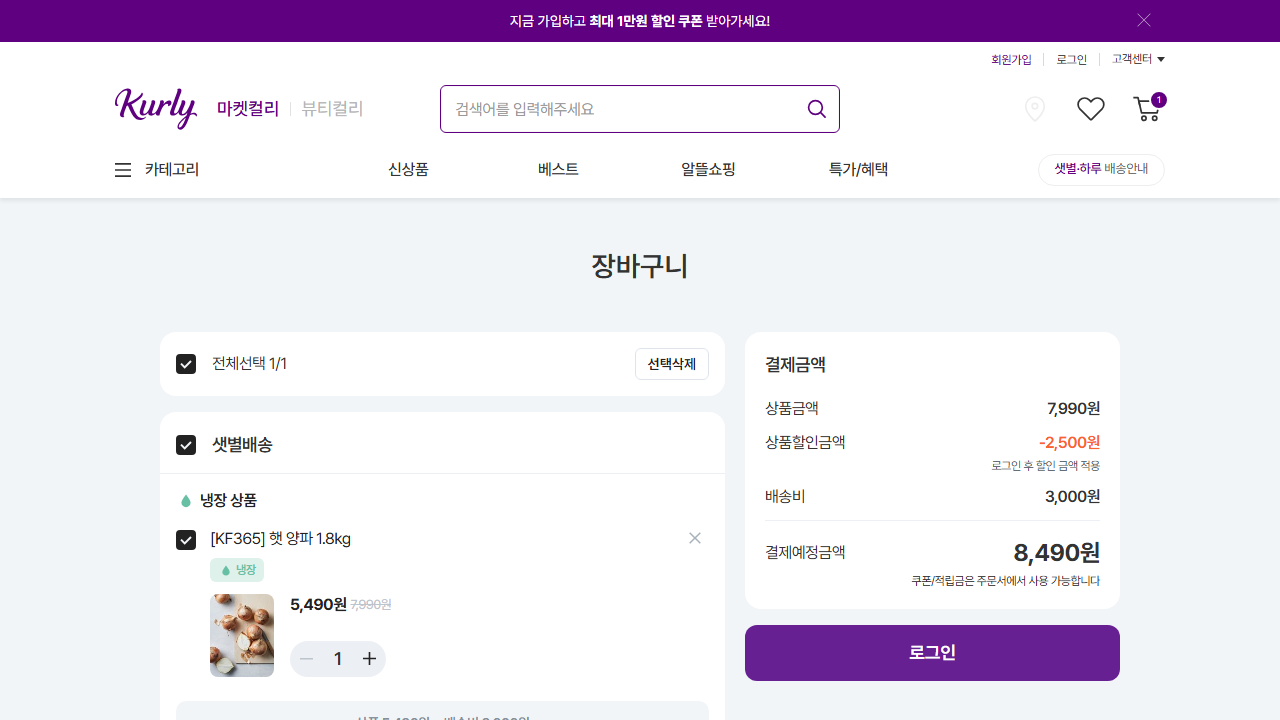 지금 가입하고 최대 1만원 할인 쿠폰 받아가세요!
회원가입 로그인 고객센터
Kurly 마켓컬리 뷰티컬리 검색어를 입력해주세요 1
카테고리 신상품 베스트 알뜰쇼핑 특가/혜택 샛별·하루 배송안내
장바구니
전체선택 1/1 선택삭제
샛별배송
냉장 상품
[KF365] 햇 양파 1.8kg
냉장
5,490원 7,990원
1
결제금액
상품금액 7,990원
상품할인금액 -2,500원
로그인 후 할인 금액 적용
배송비 3,000원
결제예정금액 8,490원
쿠폰/적립금은 주문서에서 사용 가능합니다
로그인